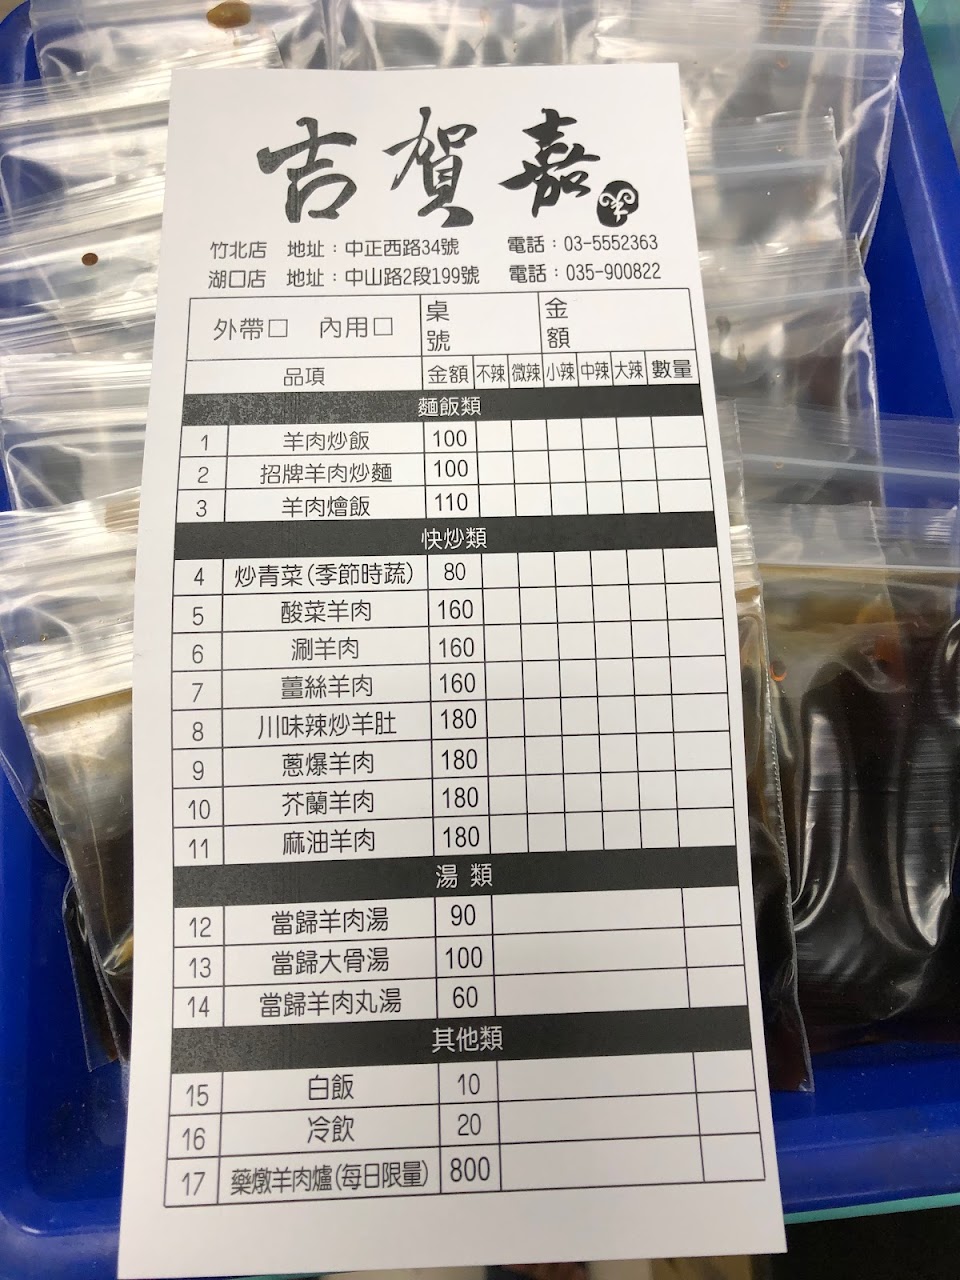 吉賀嘉
竹北店 地址：中正西路34號 電話：03-5552363
湖口店 地址：中山路2段199號 電話：035-900822
外帶□ 內用□ 桌號 金額
品項 金額 不辣 微辣 小辣 中辣 大辣 數量
麵飯類
1 羊肉炒飯 100
2 招牌羊肉炒麵 100
3 羊肉燴飯 110
快炒類
4 炒青菜(季節時蔬) 80
5 酸菜羊肉 160
6 涮羊肉 160
7 薑絲羊肉 160
8 川味辣炒羊肚 180
9 蔥爆羊肉 180
10 芥蘭羊肉 180
11 麻油羊肉 180
湯 類
12 當歸羊肉湯 90
13 當歸大骨湯 100
14 當歸羊肉丸湯 60
其他類
15 白飯 10
16 冷飲 20
17 藥燉羊肉爐(每日限量) 800